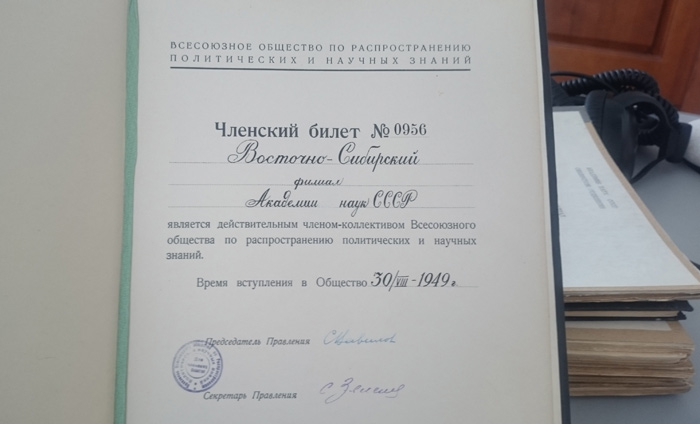 ВСЕСОЮЗНОЕ ОБЩЕСТВО ПО РАСПРОСТРАНЕНИЮ
ПОЛИТИЧЕСКИХ И НАУЧНЫХ ЗНАНИЙ
Членский билет № 0956
Восточно-Сибирский
филиал
Академии наук СССР
является действительным членом-коллективом Всесоюзного
общества по распространению политических и научных
знаний.
Время вступления в Общество 30/VIII-1949 г.
Председатель Правления
Секретарь Правления